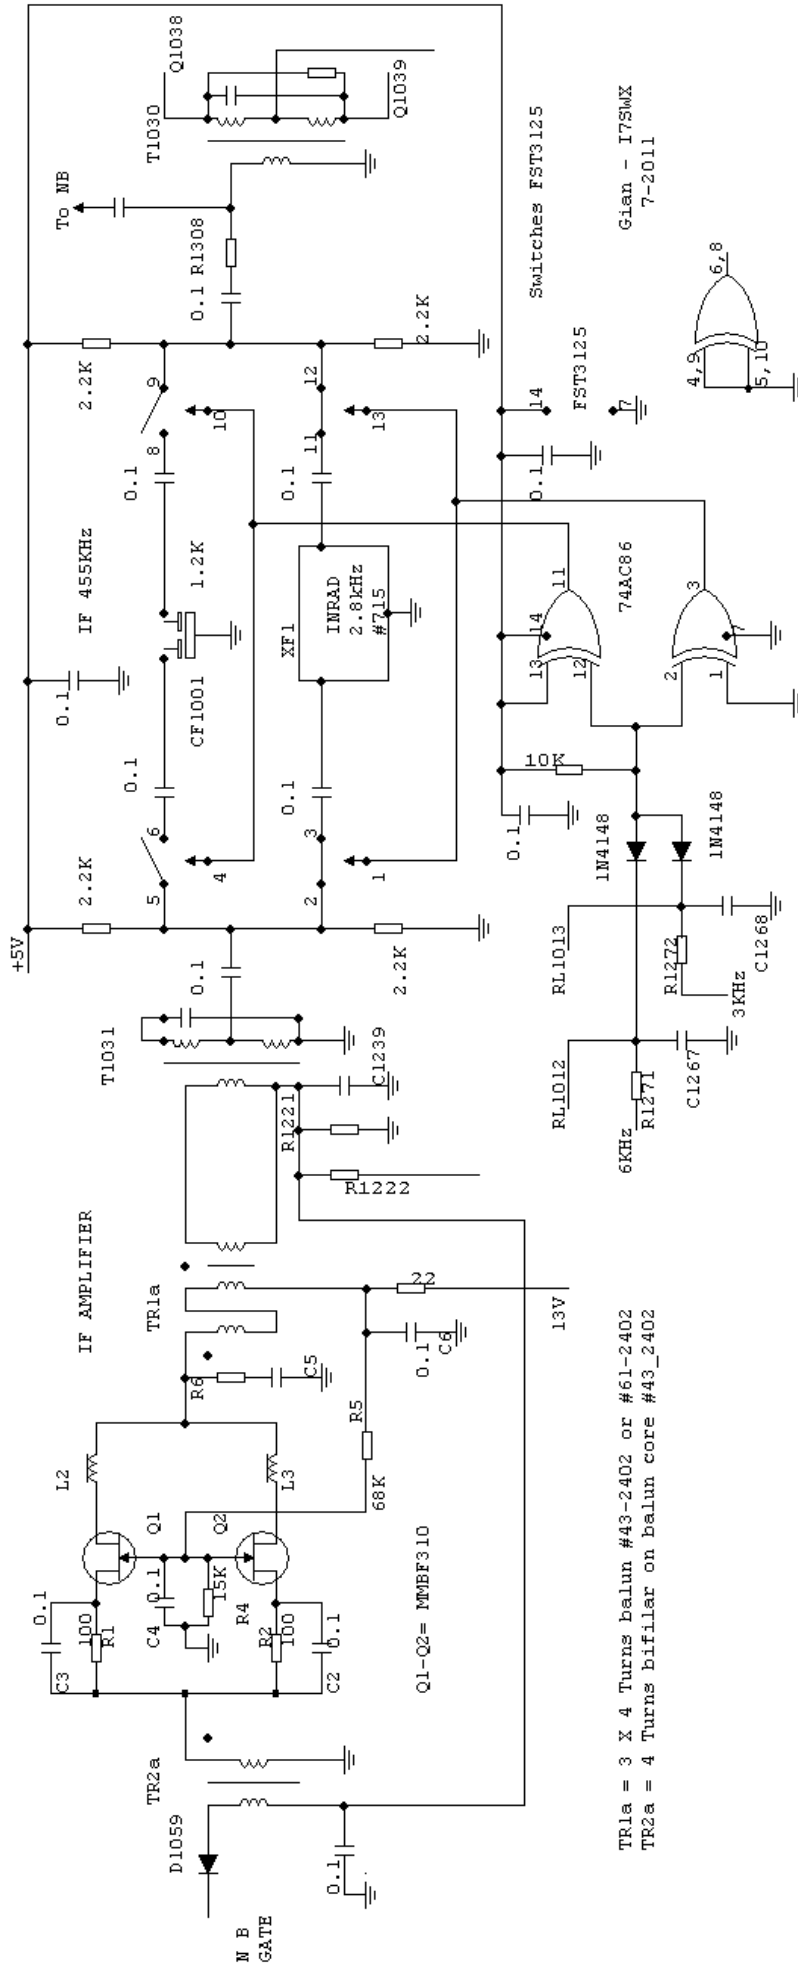 N B
GATE
D1059
0.1
TR2a
C3
0.1
100
R1
Q1
L2
C4
0.1
15K
R4
Q2
R2
100
C2
0.1
L3
Q1-Q2= MMBF310
68K
R5
R6
C5
0.1
C6
22
13V
IF AMPLIFIER
TR1a
R1222
R1221
C1239
T1031
0.1
+5V
2.2K
2.2K
5
6
4
0.1
CF1001
1.2K
0.1
IF 455KHz
0.1
8
9
10
2.2K
2
3
1
0.1
XF1
INRAD
2.8kHz
#715
0.1
11
12
13
2.2K
0.1
R1308
To NB
T1030
Q1038
Q1039
6KHz
R1271
RL1012
C1267
3KHz
R1272
RL1013
C1268
1N4148
1N4148
0.1
10K
13
12
14
11
2
1
7
3
74AC86
0.1
14
7
FST3125
Switches FST3125
4,9
5,10
6,8
Gian - I7SWX
7-2011
TR1a = 3 X 4 Turns balun #43-2402 or #61-2402
TR2a = 4 Turns bifilar on balun core #43_2402